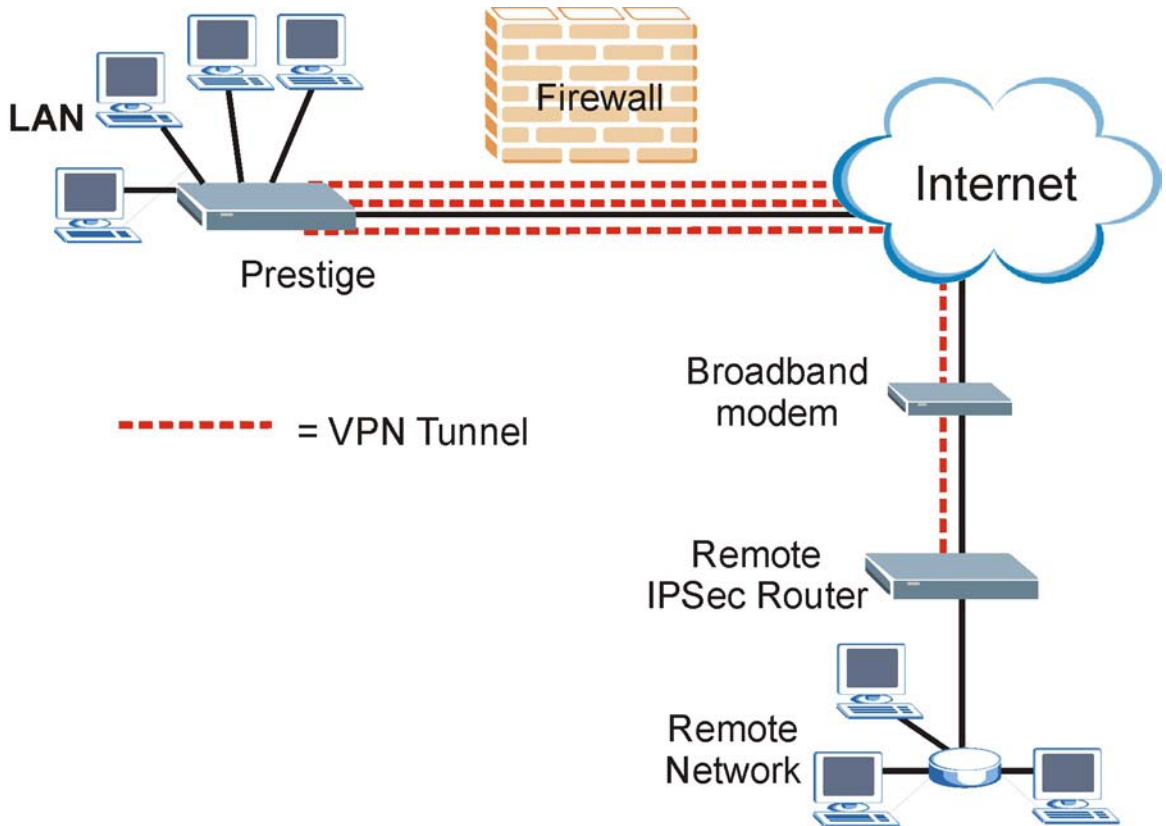 LAN
Firewall
Internet
Prestige
Broadband
modem
= VPN Tunnel
Remote
IPSec Router
Remote
Network